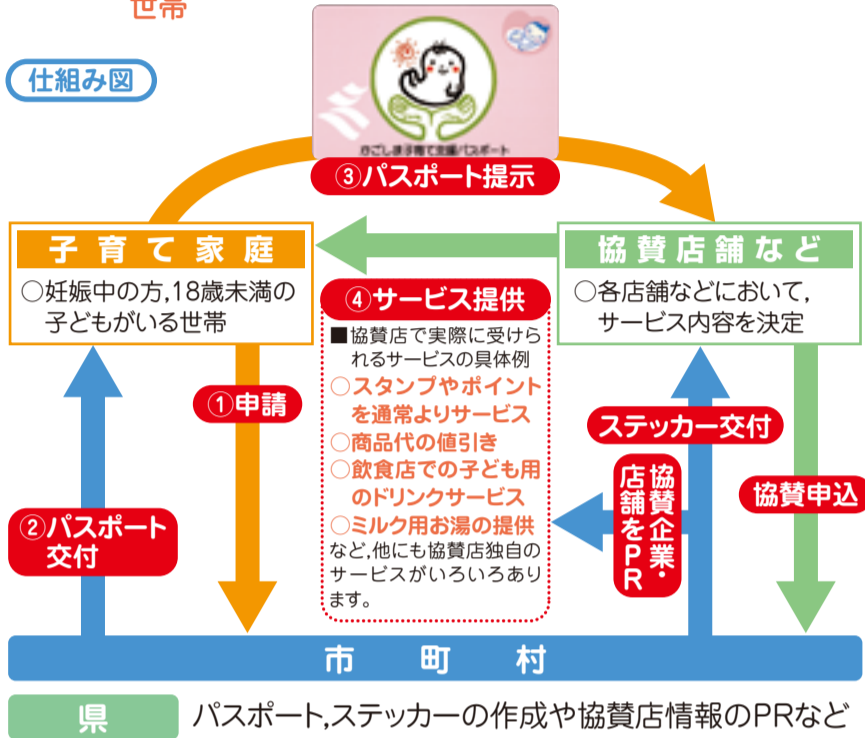 世帯
仕組み図
かごしま子育て支援パスポート
③パスポート提示
子育て家庭
○妊娠中の方,18歳未満の
子どもがいる世帯
協賛店舗など
○各店舗などにおいて,
サービス内容を決定
④サービス提供
■協賛店で実際に受けら
れるサービスの具体例
○スタンプやポイント
を通常よりサービス
○商品代の値引き
○飲食店での子ども用
のドリンクサービス
○ミルク用お湯の提供
など,他にも協賛店独自の
サービスがいろいろあり
ます。
①申請
②パスポート
交付
ステッカー交付
協賛企業・
店舗をPR
協賛申込
市町村
県
パスポート,ステッカーの作成や協賛店情報のPRなど